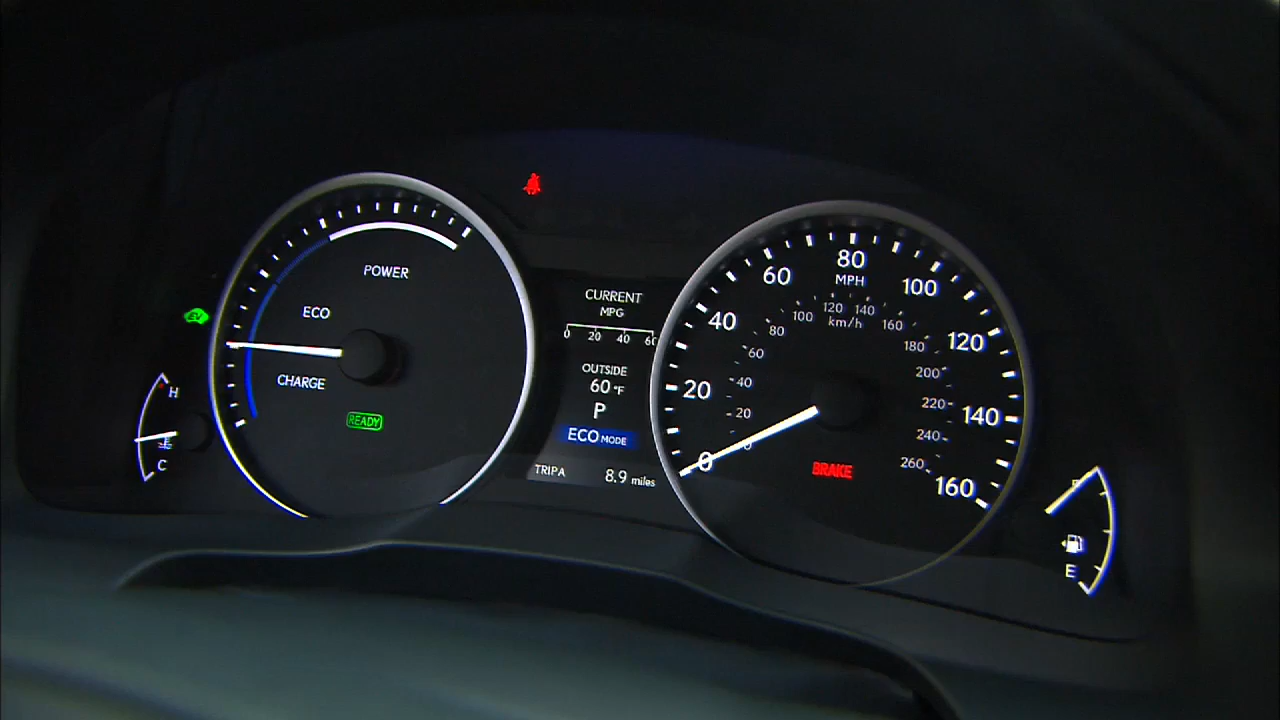 POWER
ECO
CHARGE
READY
EV
H
C
CURRENT
MPG
0 20 40 60
OUTSIDE
60 °F
P
ECO MODE
TRIP A 8.9 miles
0 20 40 60 80 100 120 140 160
MPH
20 40 60 80 100 120 140 160 180 200 220 240 260
km/h
BRAKE
F
E